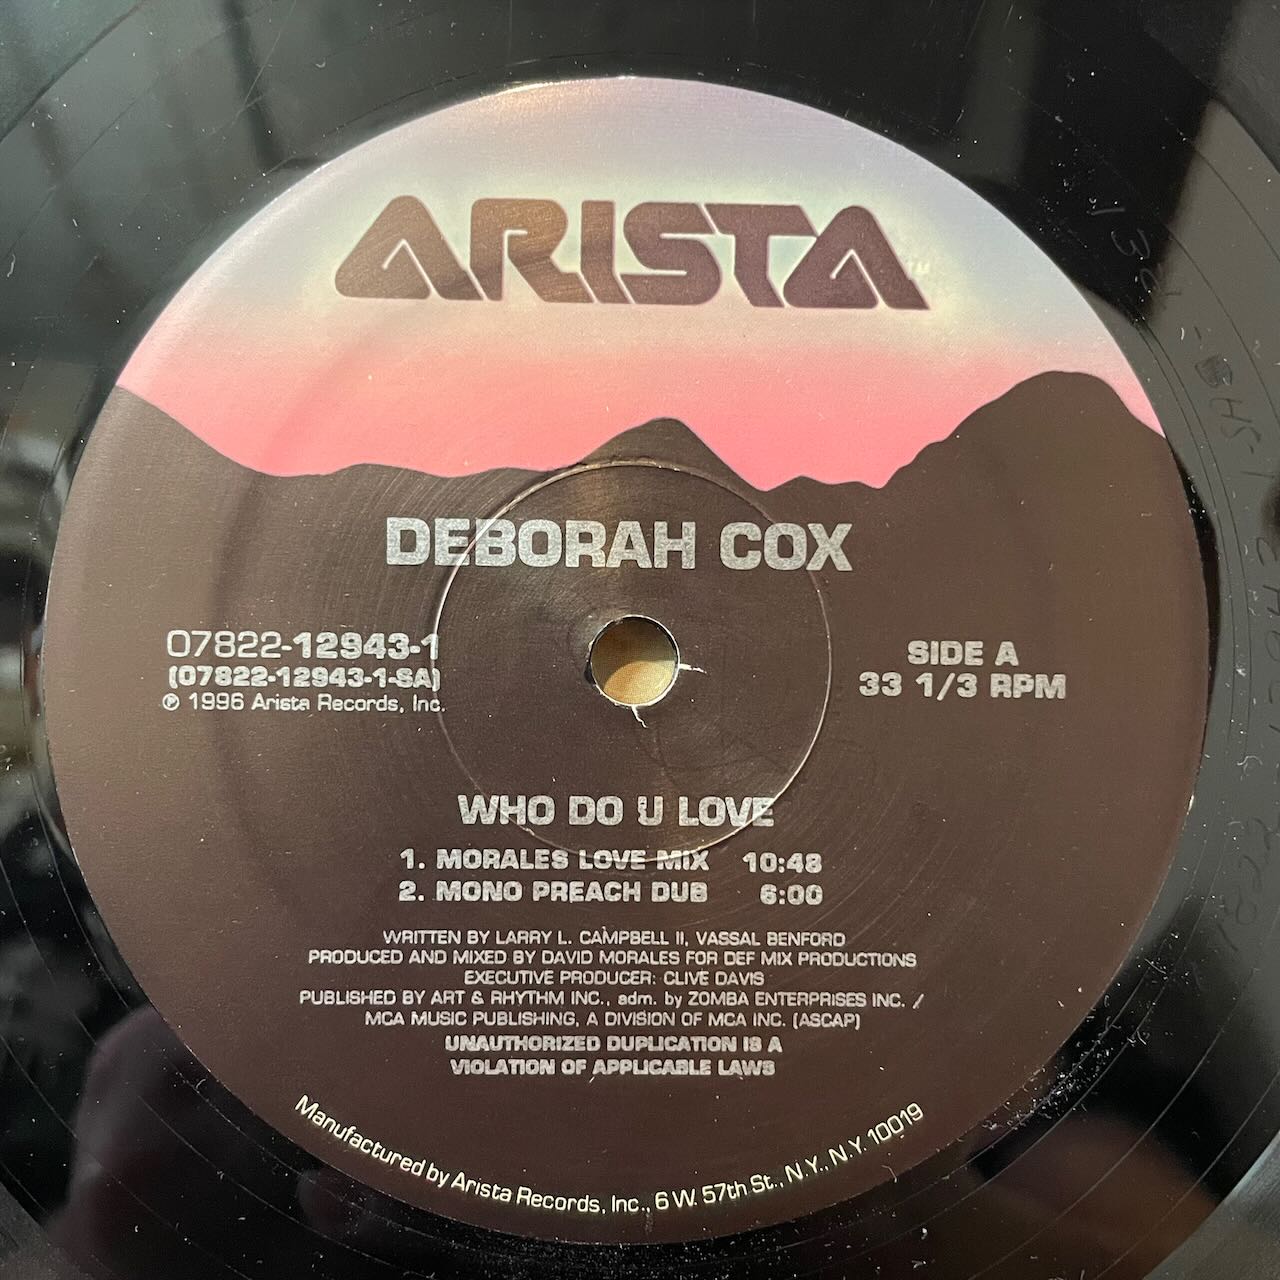 ARISTA
DEBORAH COX
07822-12943-1
(07822-12943-1-SA)
℗ 1996 Arista Records, Inc.
SIDE A
33 1/3 RPM
WHO DO U LOVE
1. MORALES LOVE MIX 10:48
2. MONO PREACH DUB 6:00
WRITTEN BY LARRY L. CAMPBELL II, VASSAL BENFORD
PRODUCED AND MIXED BY DAVID MORALES FOR DEF MIX PRODUCTIONS
EXECUTIVE PRODUCER: CLIVE DAVIS
PUBLISHED BY ART & RHYTHM INC., adm. by ZOMBA ENTERPRISES INC. /
MCA MUSIC PUBLISHING, A DIVISION OF MCA INC. (ASCAP)
UNAUTHORIZED DUPLICATION IS A
VIOLATION OF APPLICABLE LAWS
Manufactured by Arista Records, Inc., 6 W. 57th St., N.Y., N.Y. 10019